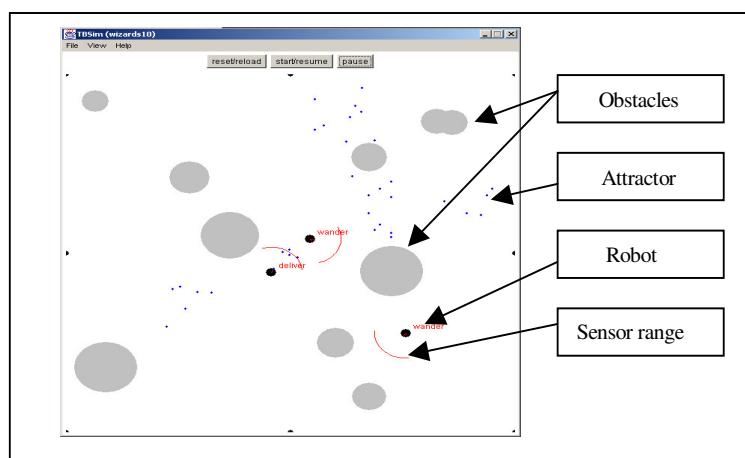 TBSim (wizards10)
File View Help
reset/reload start/resume pause
Obstacles
Attractor
wander
deliver
Robot
wander
Sensor range